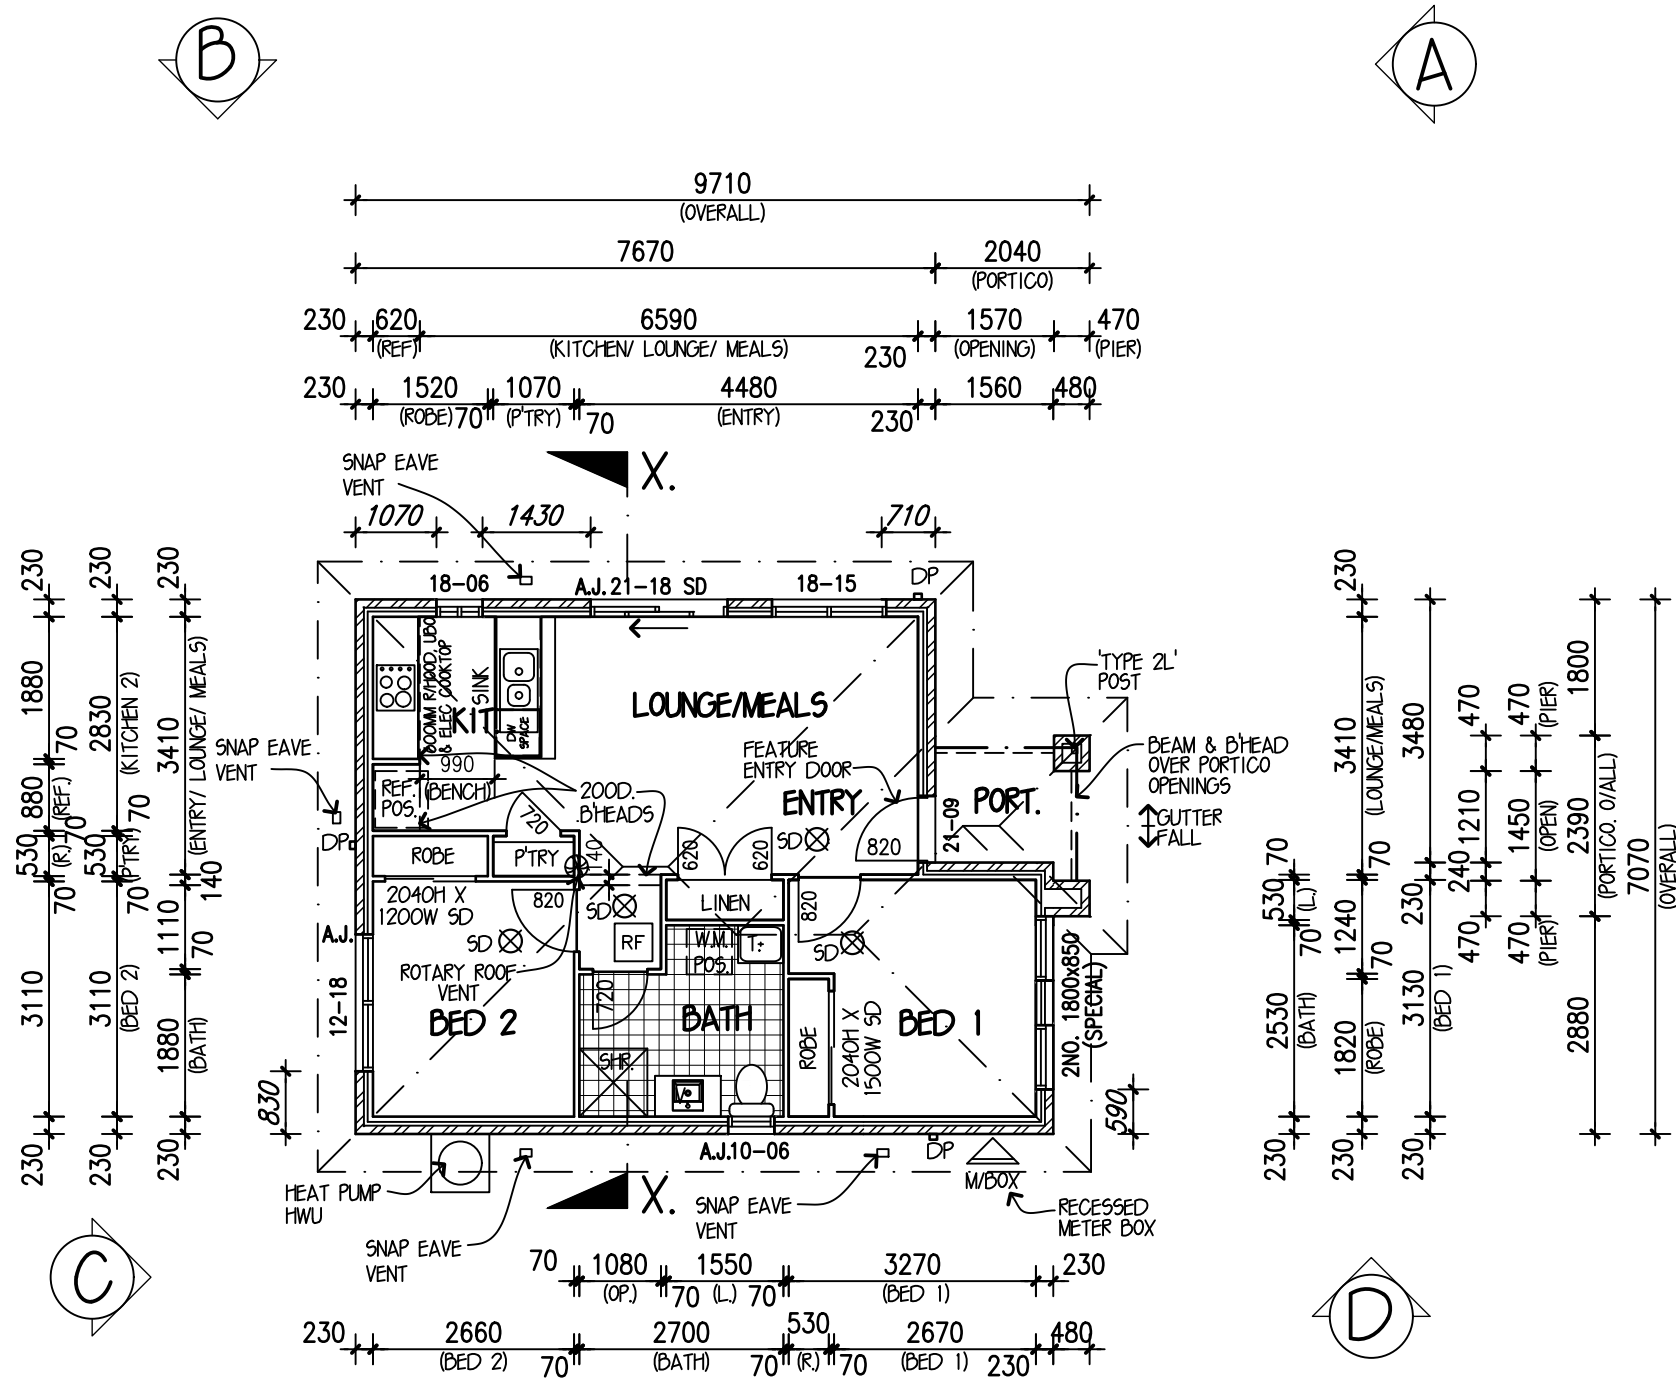 B
A
9710
(OVERALL)
7670
2040
(PORTICO)
230
620
(REF)
6590
(KITCHEN/ LOUNGE/ MEALS)
230
1570
(OPENING)
470
(PIER)
230
1520
(ROBE)
70
1070
(P'TRY)
70
4480
(ENTRY)
230
1560
480
SNAP EAVE
VENT
X.
1070
1430
710
18-06
A.J. 21-18 SD
18-15
DP
230
1880
70
880
(REF.)
70
530
(R.)
70
3110
230
230
2830
(KITCHEN 2)
70
530
(P'TRY)
70
3110
(BED 2)
230
230
3410
(ENTRY/ LOUNGE/ MEALS)
140
1110
70
1880
(BATH)
230
830
SNAP EAVE
VENT
DP
A.J.
12-18
600MM R/HOOD, UBO
& ELEC COOKTOP
SINK
KIT
DW
SPACE
990
(BENCH)
REF.
POS.
200D.
B'HEADS
LOUNGE/MEALS
FEATURE
ENTRY DOOR
ENTRY
PORT.
21-09
'TYPE 2L'
POST
BEAM & B'HEAD
OVER PORTICO
OPENINGS
GUTTER
FALL
ROBE
P'TRY
720
140
620
620
SD
820
2040H X
1200W SD
820
SD
RF
LINEN
820
SD
SD
W.M.
POS.
T.
ROTARY ROOF
VENT
720
BED 2
BATH
BED 1
SHR.
V
ROBE
2040H X
1500W SD
2NO. 1800x850
(SPECIAL)
A.J. 10-06
DP
M/BOX
RECESSED
METER BOX
HEAT PUMP
HWU
SNAP EAVE
VENT
X.
SNAP EAVE
VENT
590
70
530
(L.)
70
2530
(BATH)
230
230
3410
(LOUNGE/MEALS)
70
1240
70
1820
(ROBE)
230
3480
230
3130
(BED 1)
230
470
1210
240
470
470
(PIER)
1450
(OPEN)
470
(PIER)
1800
2390
(PORTICO. O/ALL)
2880
7070
(OVERALL)
70
1080
(OP.)
70
1550
(L.)
70
3270
(BED 1)
230
230
2660
(BED 2)
70
2700
(BATH)
70
530
(R.)
70
2670
(BED 1)
230
480
C
D